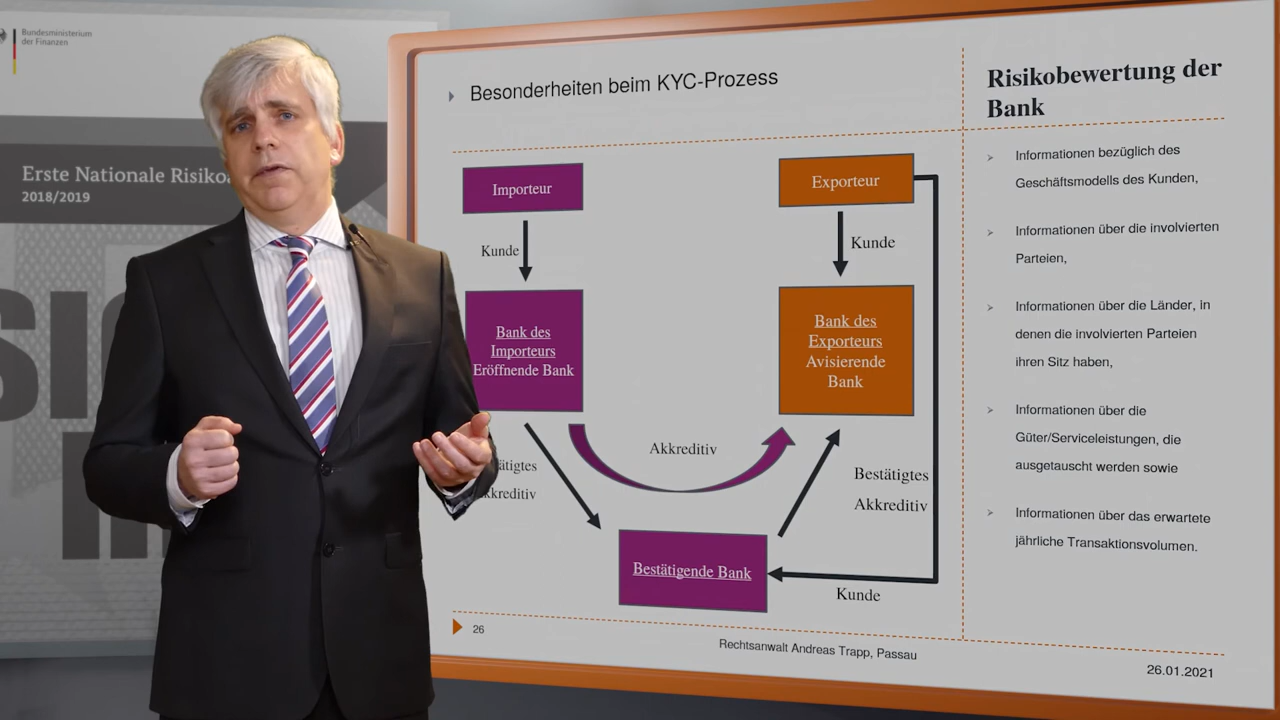 Bundesministerium
der Finanzen
Erste Nationale
2018/2019
Besonderheiten beim KYC-Prozess
Importeur
Kunde
Bank des
Importeurs
Eröffnende Bank
Exporteur
Kunde
Bank des
Exporteurs
Avisierende
Bank
Akkreditiv
Bestätigtes
Akkreditiv
Bestätigende Bank
Kunde
26
Rechtsanwalt Andreas Trapp, Passau
Risikobewertung der
Bank
Informationen bezüglich des
Geschäftsmodells des Kunden,
Informationen über die involvierten
Parteien,
Informationen über die Länder, in
denen die involvierten Parteien
ihren Sitz haben,
Informationen über die
Güter/Serviceleistungen, die
ausgetauscht werden sowie
Informationen über das erwartete
jährliche Transaktionsvolumen.
26.01.2021